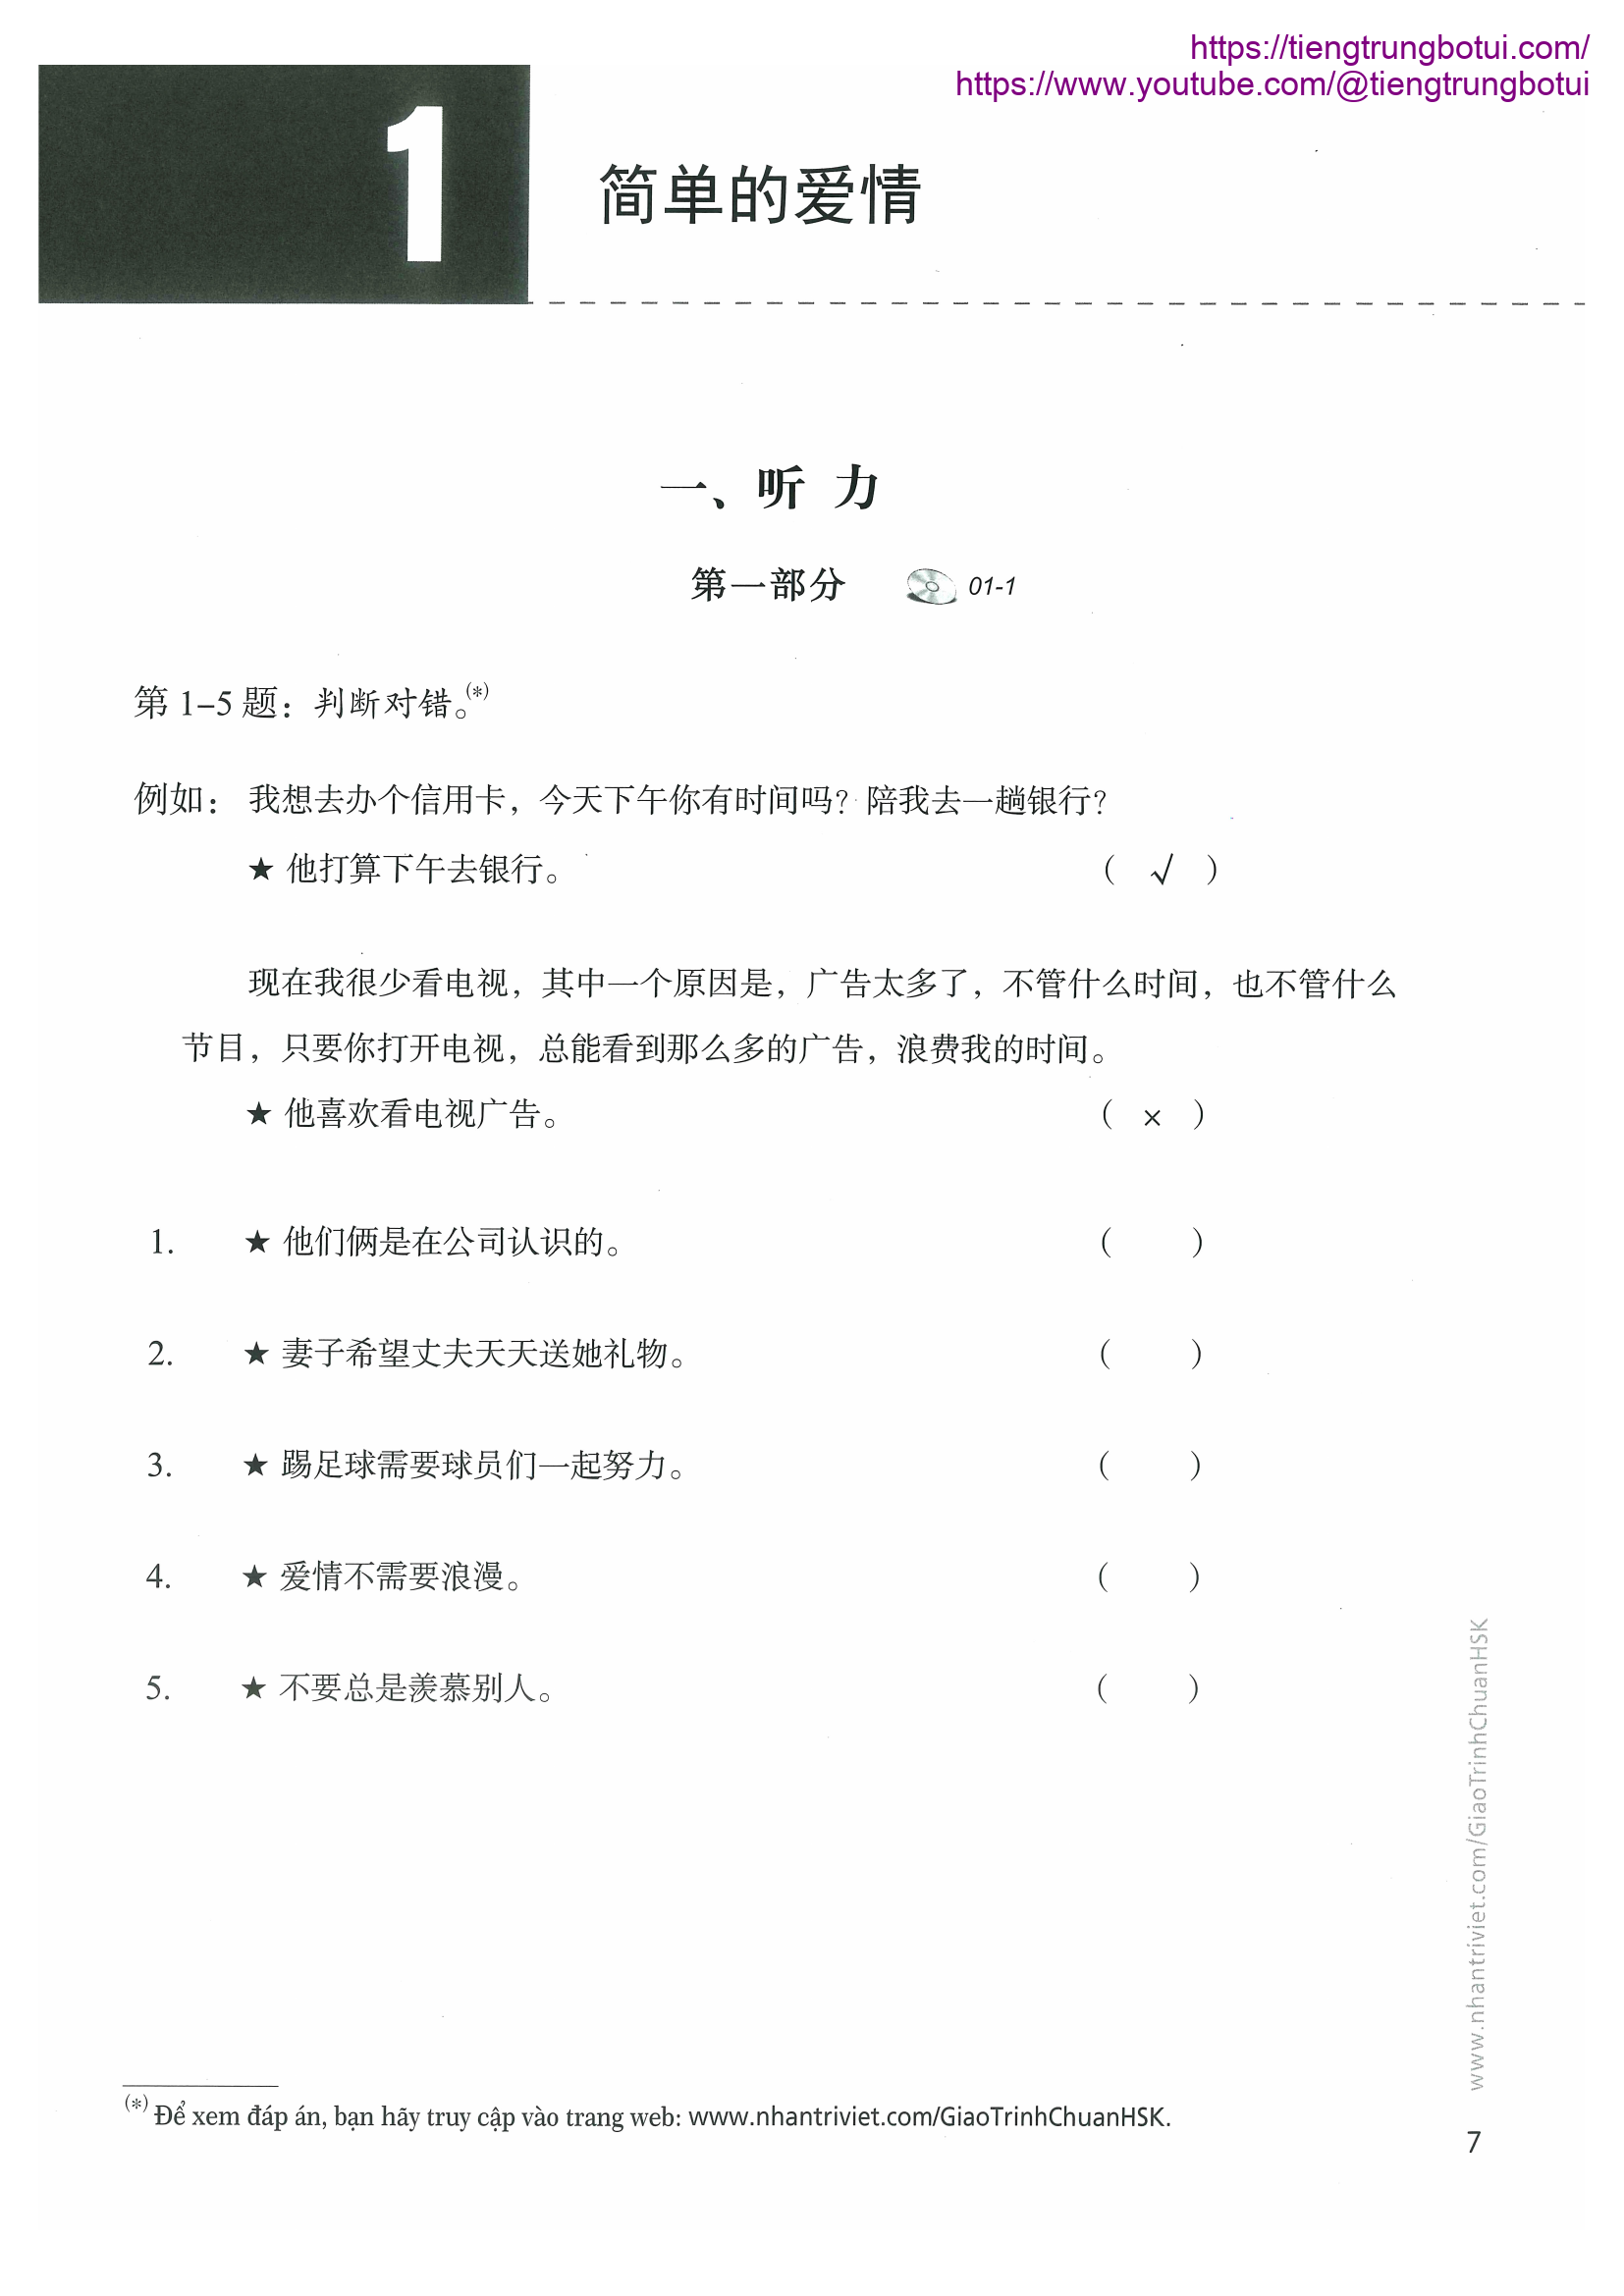 https://tiengtrungbotui.com/
https://www.youtube.com/@tiengtrungbotui
1
简单的爱情
一、听 力
第一部分 01-1
第 1–5 题：判断对错。(*)
例如：我想去办个信用卡，今天下午你有时间吗？陪我去一趟银行？
★ 他打算下午去银行。 （ √ ）
现在我很少看电视，其中一个原因是，广告太多了，不管什么时间，也不管什么
节目，只要你打开电视，总能看到那么多的广告，浪费我的时间。
★ 他喜欢看电视广告。 （ × ）
1. ★ 他们俩是在公司认识的。 （ ）
2. ★ 妻子希望丈夫天天送她礼物。 （ ）
3. ★ 踢足球需要球员们一起努力。 （ ）
4. ★ 爱情不需要浪漫。 （ ）
5. ★ 不要总是羡慕别人。 （ ）
www.nhantriviet.com/GiaoTrinhChuanHSK
(*) Để xem đáp án, bạn hãy truy cập vào trang web: www.nhantriviet.com/GiaoTrinhChuanHSK.
7